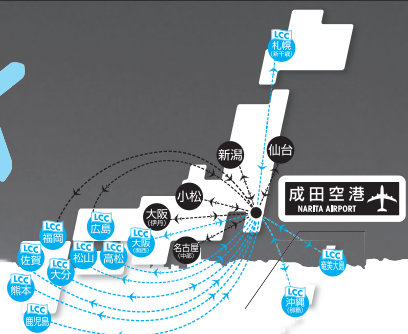 LCC
札幌
(新千歳)
新潟
仙台
小松
成田空港
NARITA AIRPORT
大阪
(伊丹)
LCC
広島
LCC
福岡
LCC
大阪
(関西)
名古屋
(中部)
LCC
佐賀
LCC
大分
LCC
松山
LCC
高松
LCC
奄美大島
LCC
熊本
LCC
鹿児島
LCC
沖縄
(那覇)